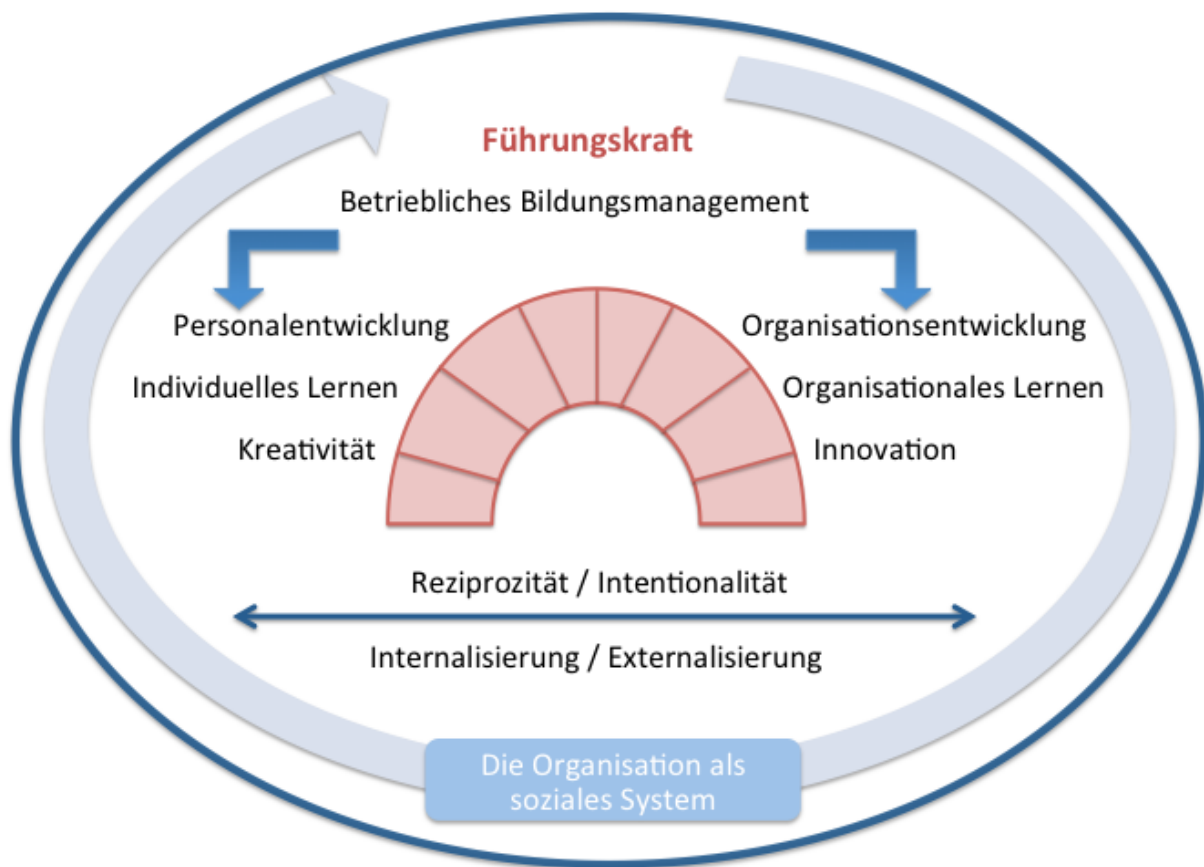 Führungskraft
Betriebliches Bildungsmanagement
Personalentwicklung
Organisationsentwicklung
Individuelles Lernen
Organisationales Lernen
Kreativität
Innovation
Reziprozität / Intentionalität
Internalisierung / Externalisierung
Die Organisation als
soziales System